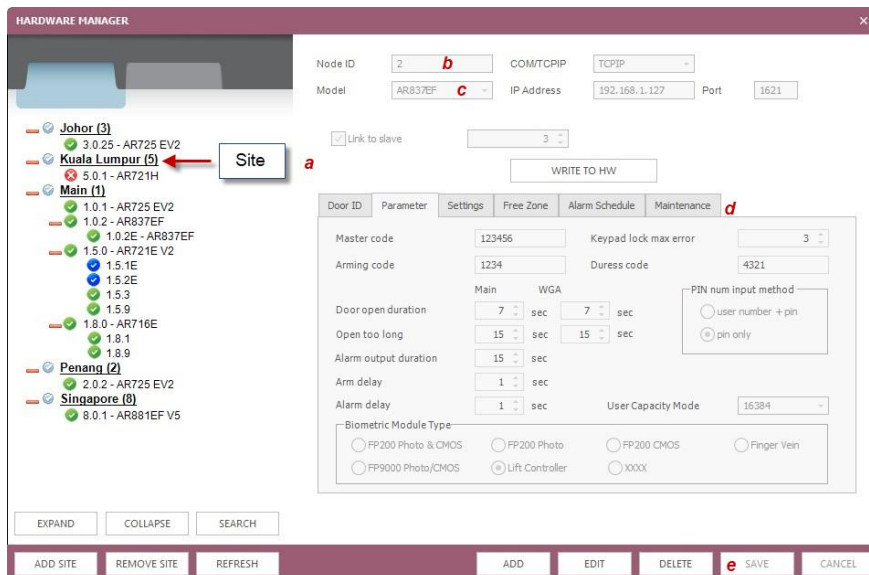 HARDWARE MANAGER
Node ID 2 b COM/TCPIP TCPIP
Model AR837EF c IP Address 192.168.1.127 Port 1621
Link to slave 3
a
WRITE TO HW
Johor (3)
3.0.25 - AR725 EV2
Kuala Lumpur (5)
Site
5.0.1 - AR721H
Main (1)
1.0.1 - AR725 EV2
1.0.2 - AR837EF
1.0.2E - AR837EF
1.5.0 - AR721E V2
1.5.1E
1.5.2E
1.5.3
1.5.9
1.8.0 - AR716E
1.8.1
1.8.9
Penang (2)
2.0.2 - AR725 EV2
Singapore (8)
8.0.1 - AR881EF V5
EXPAND COLLAPSE SEARCH
Door ID Parameter Settings Free Zone Alarm Schedule Maintenance d
Master code 123456 Keypad lock max error 3
Arming code 1234 Duress code 4321
Main WGA PIN num input method
Door open duration 7 sec 7 sec user number + pin
Open too long 15 sec 15 sec pin only
Alarm output duration 15 sec
Arm delay 1 sec
Alarm delay 1 sec User Capacity Mode 16384
Biometric Module Type
FP200 Photo & CMOS FP200 Photo FP200 CMOS Finger Vein
FP9000 Photo/CMOS Lift Controller XXXX
ADD SITE REMOVE SITE REFRESH ADD EDIT DELETE e SAVE CANCEL